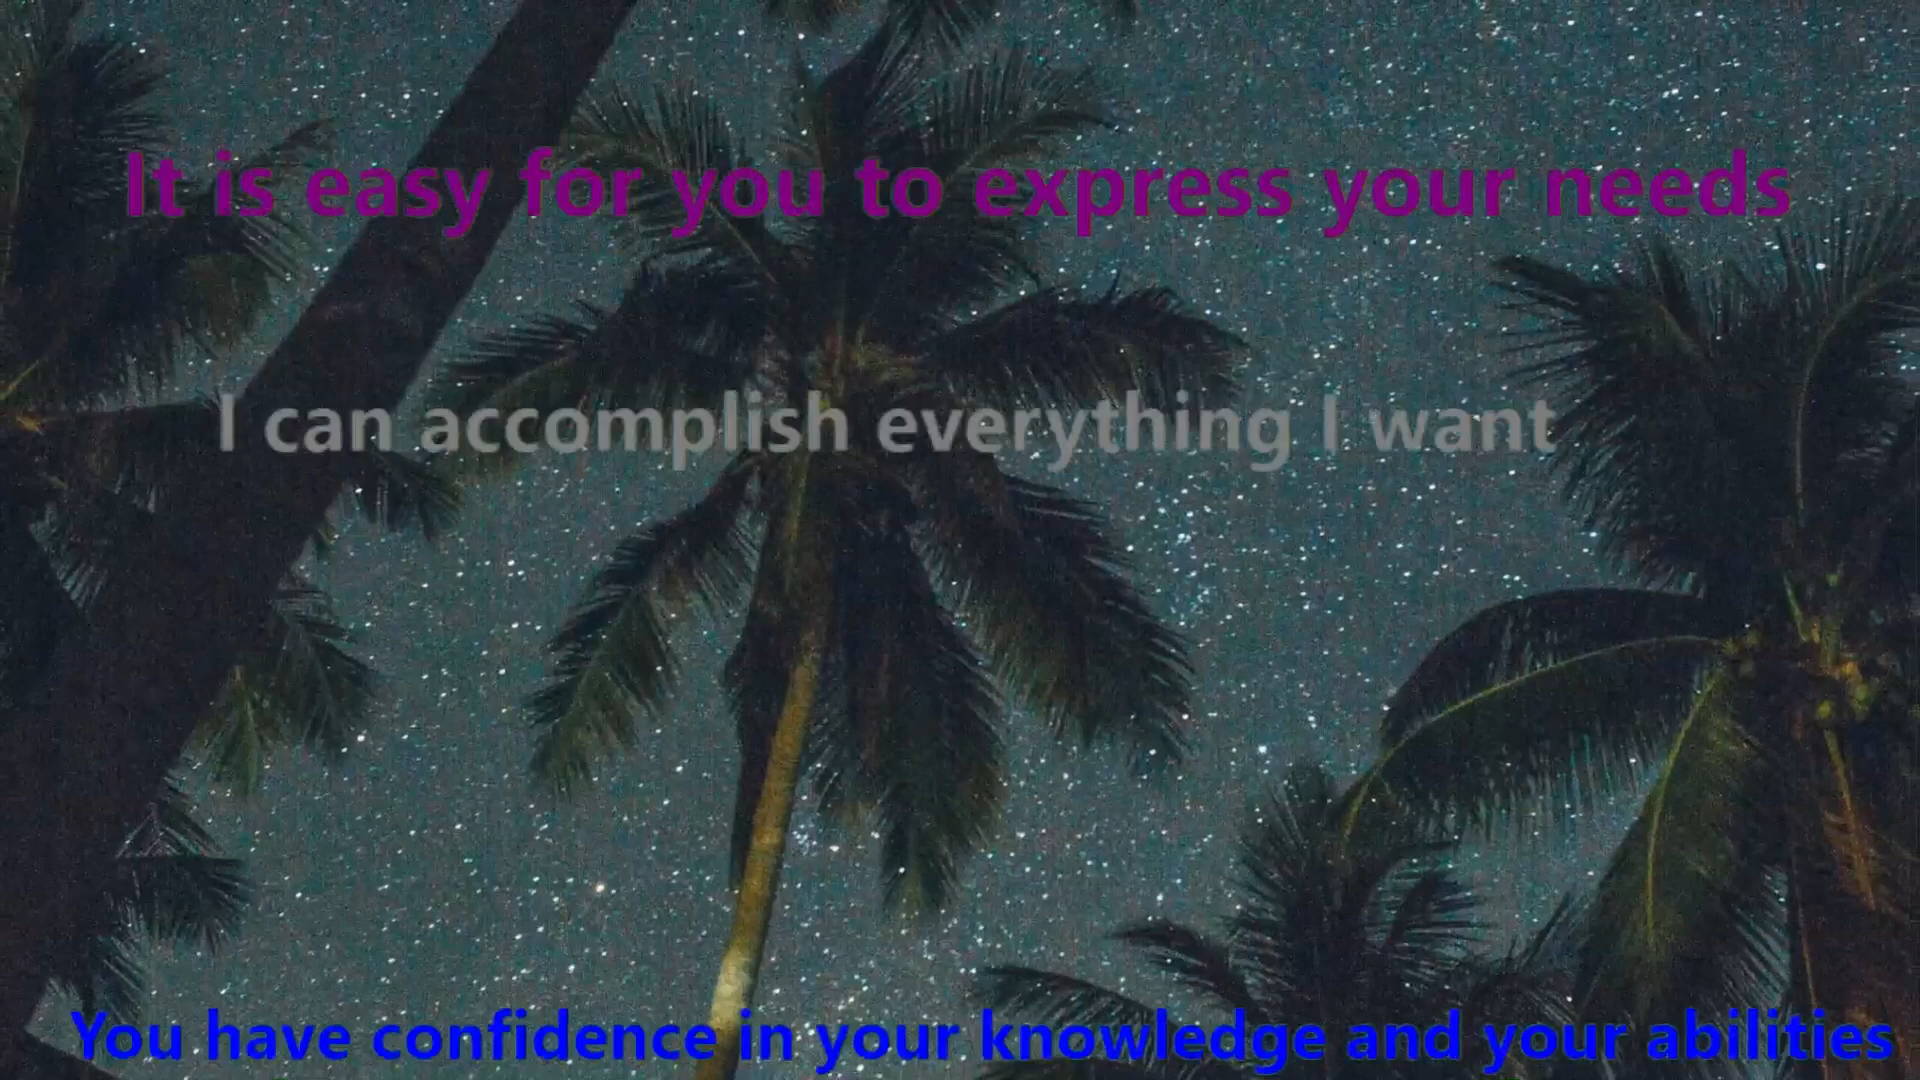 It is easy for you to express your needs
I can accomplish everything I want
You have confidence in your knowledge and your abilities